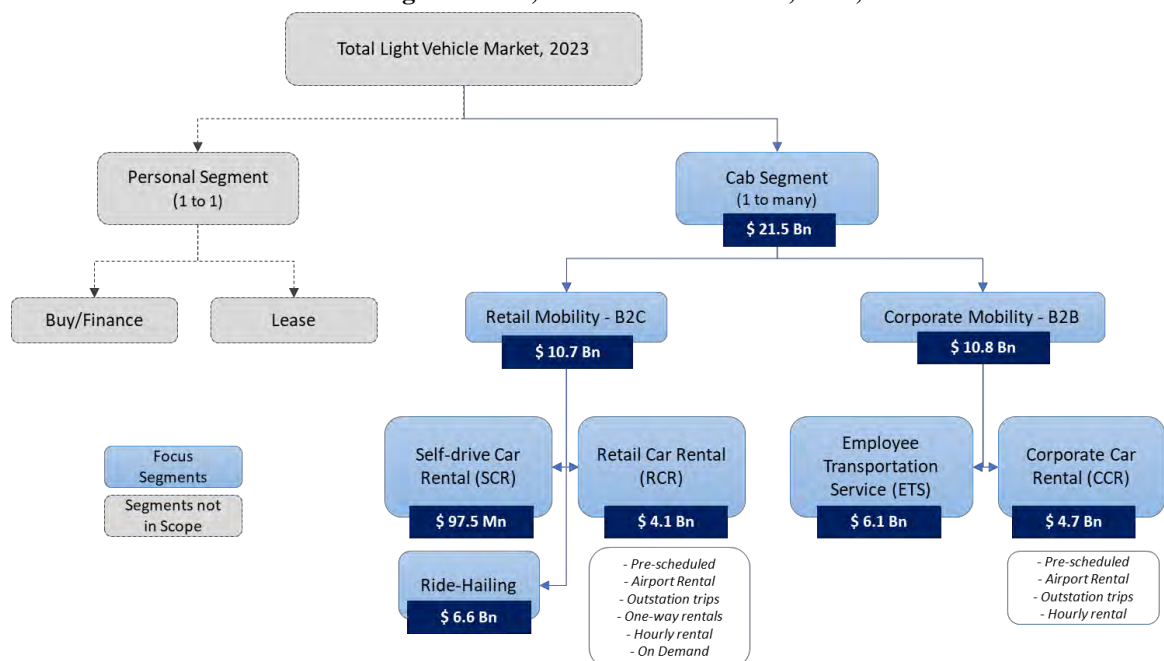 Total Light Vehicle Market, 2023
Personal Segment
(1 to 1)
Cab Segment
(1 to many)
$ 21.5 Bn
Buy/Finance
Lease
Retail Mobility - B2C
$ 10.7 Bn
Corporate Mobility - B2B
$ 10.8 Bn
Focus
Segments
Segments not
in Scope
Self-drive Car
Rental (SCR)
$ 97.5 Mn
Retail Car Rental
(RCR)
$ 4.1 Bn
Employee
Transportation
Service (ETS)
$ 6.1 Bn
Corporate Car
Rental (CCR)
$ 4.7 Bn
Ride-Hailing
$ 6.6 Bn
- Pre-scheduled
- Airport Rental
- Outstation trips
- One-way rentals
- Hourly rental
- On Demand
- Pre-scheduled
- Airport Rental
- Outstation trips
- Hourly rental